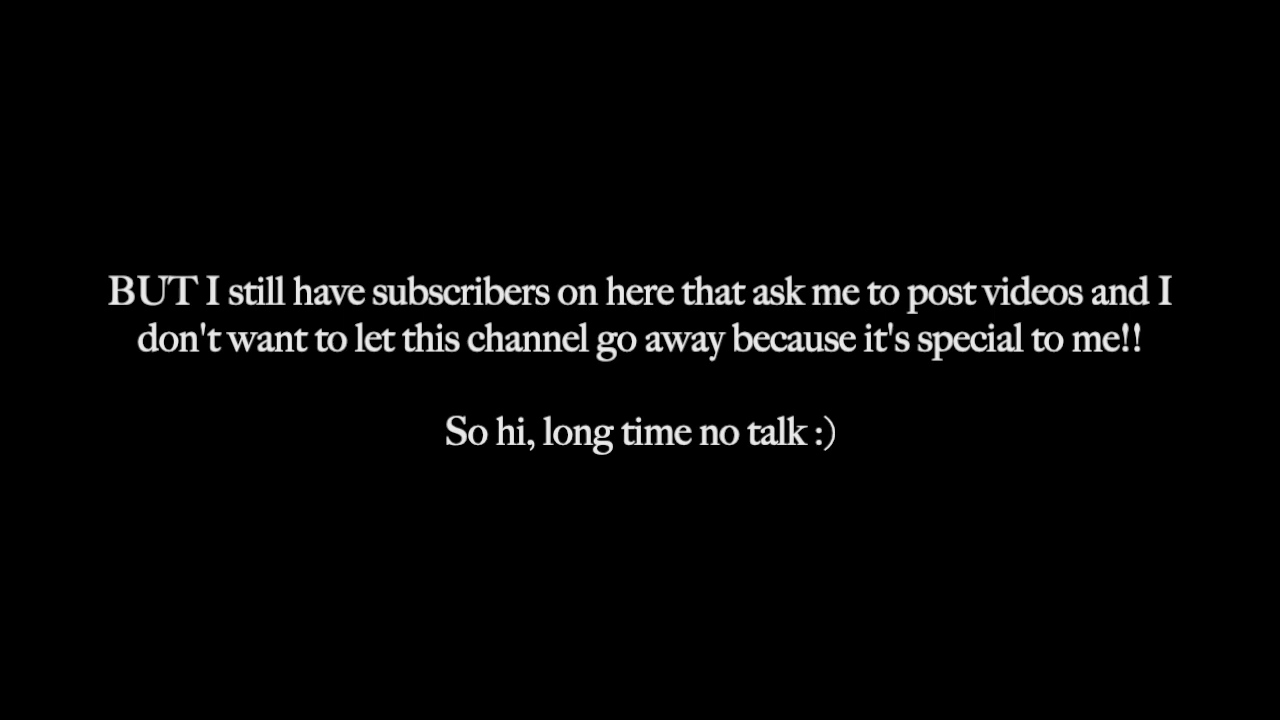 BUT I still have subscribers on here that ask me to post videos and I
don't want to let this channel go away because it's special to me!!
So hi, long time no talk :)